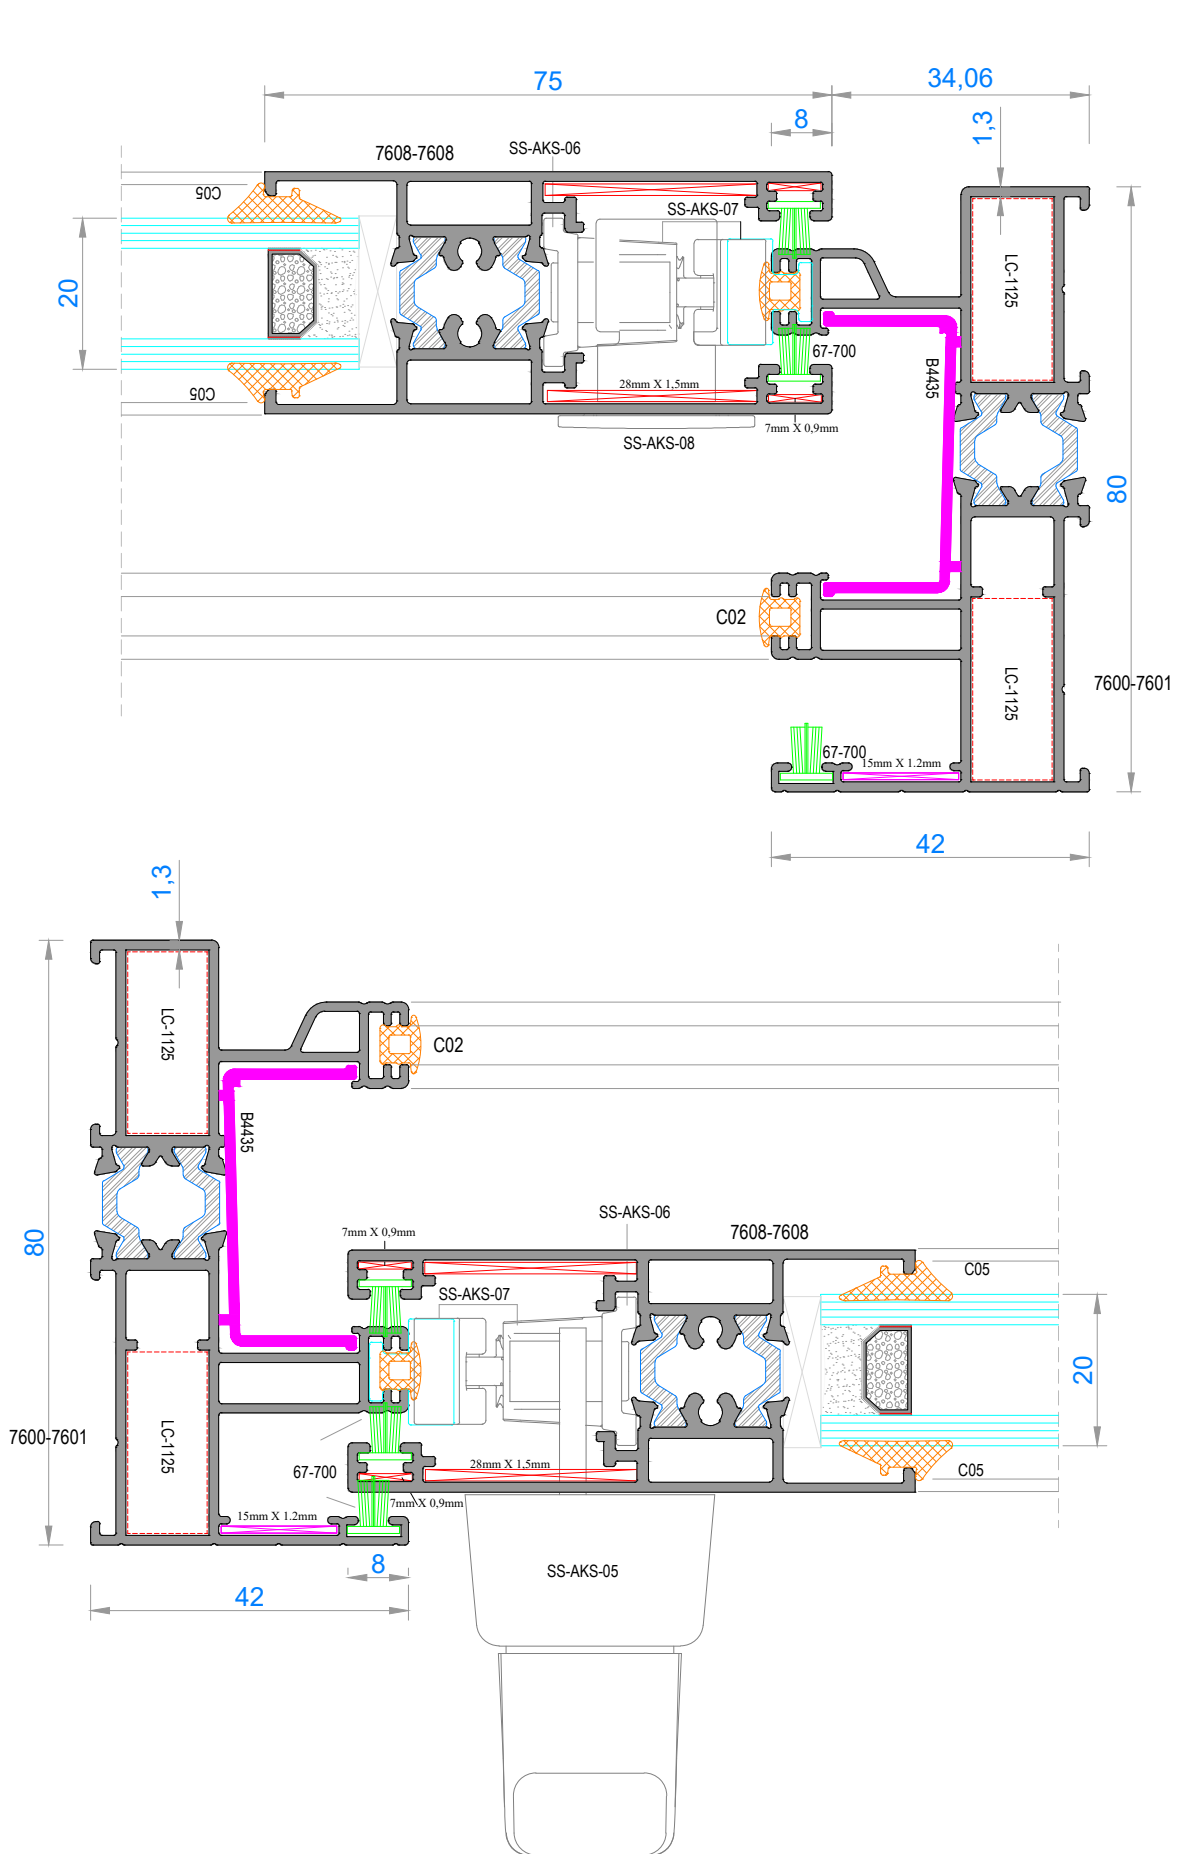 75
34,06
8
1,3
7608-7608
SS-AKS-06
C05
SS-AKS-07
LC-1125
20
67-700
B4435
C05
28mm X 1,5mm
7mm X 0,9mm
SS-AKS-08
80
C02
LC-1125
7600-7601
67-700
15mm X 1.2mm
42
1,3
LC-1125
C02
B4435
80
SS-AKS-06
7608-7608
7mm X 0,9mm
C05
SS-AKS-07
20
LC-1125
7600-7601
67-700
28mm X 1,5mm
C05
7mm X 0,9mm
15mm X 1.2mm
8
SS-AKS-05
42